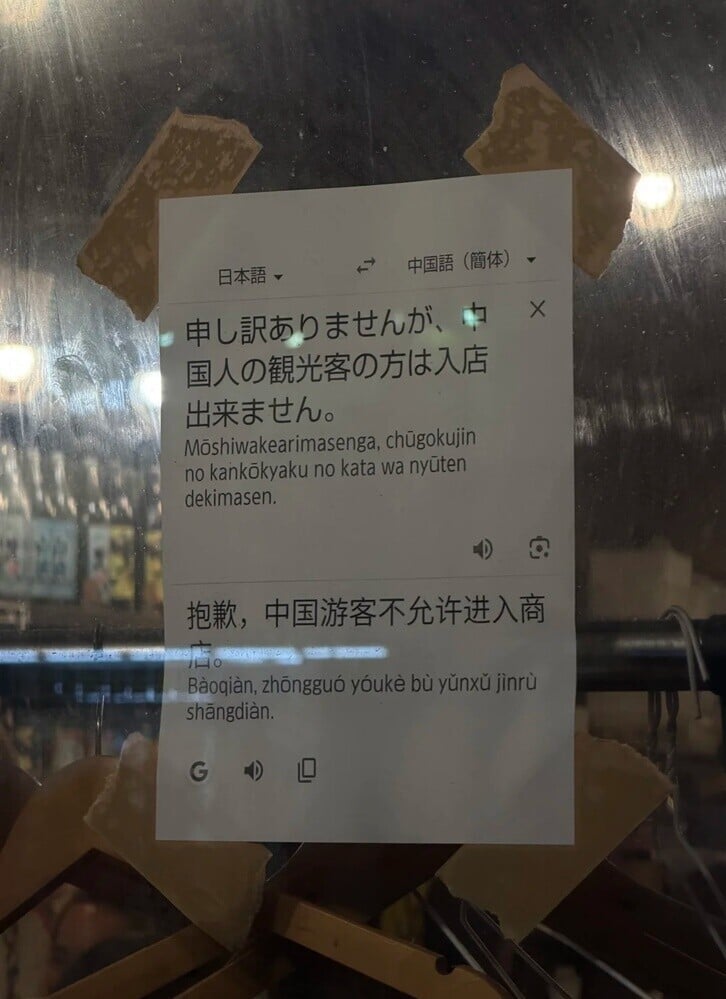 日本語
中国語（簡体）
申し訳ありませんが、中
国人の観光客の方は入店
出来ません。
Mōshiwakearimasenga, chūgokujin
no kankōkyaku no kata wa nyūten
dekimasen.
抱歉，中国游客不允许进入商
店。
Bàoqiàn, zhōngguó yóukè bù yǔnxǔ jìnrù
shāngdiàn.
G